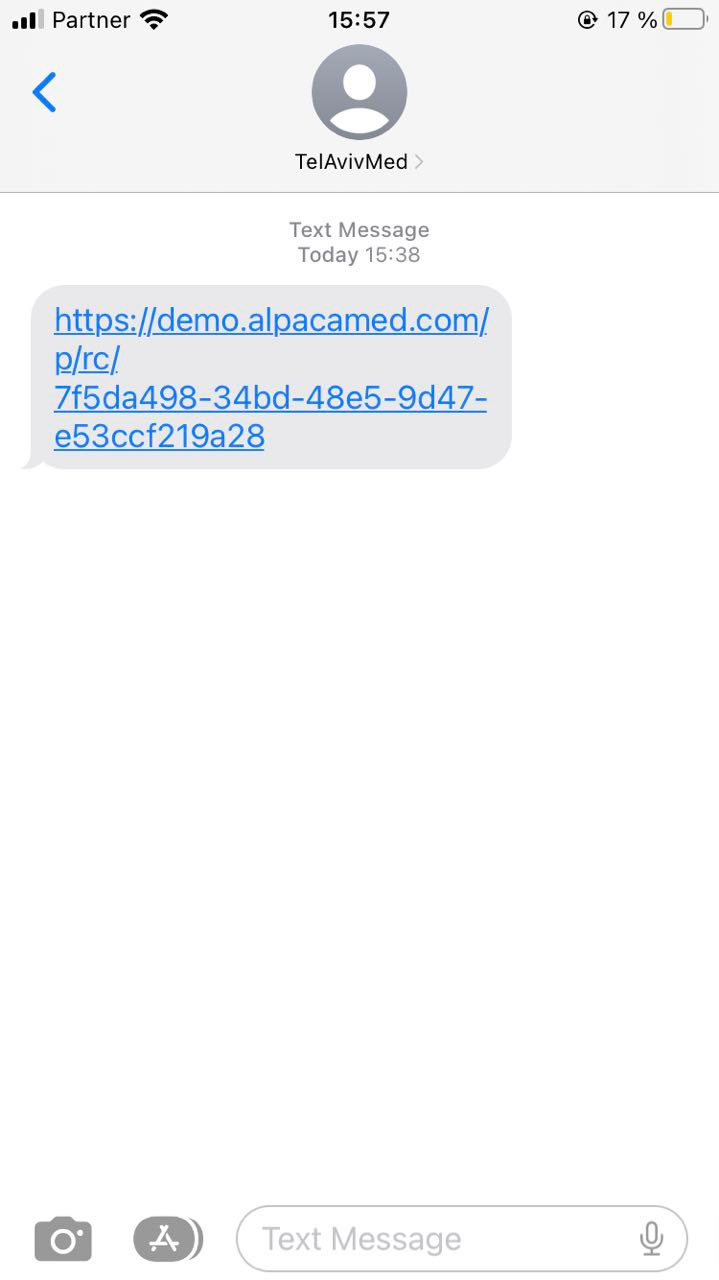 Partner 15:57 17 %
TelAvivMed
Text Message
Today 15:38
https://demo.alpacamed.com/
p/rc/
7f5da498-34bd-48e5-9d47-
e53ccf219a28
Text Message